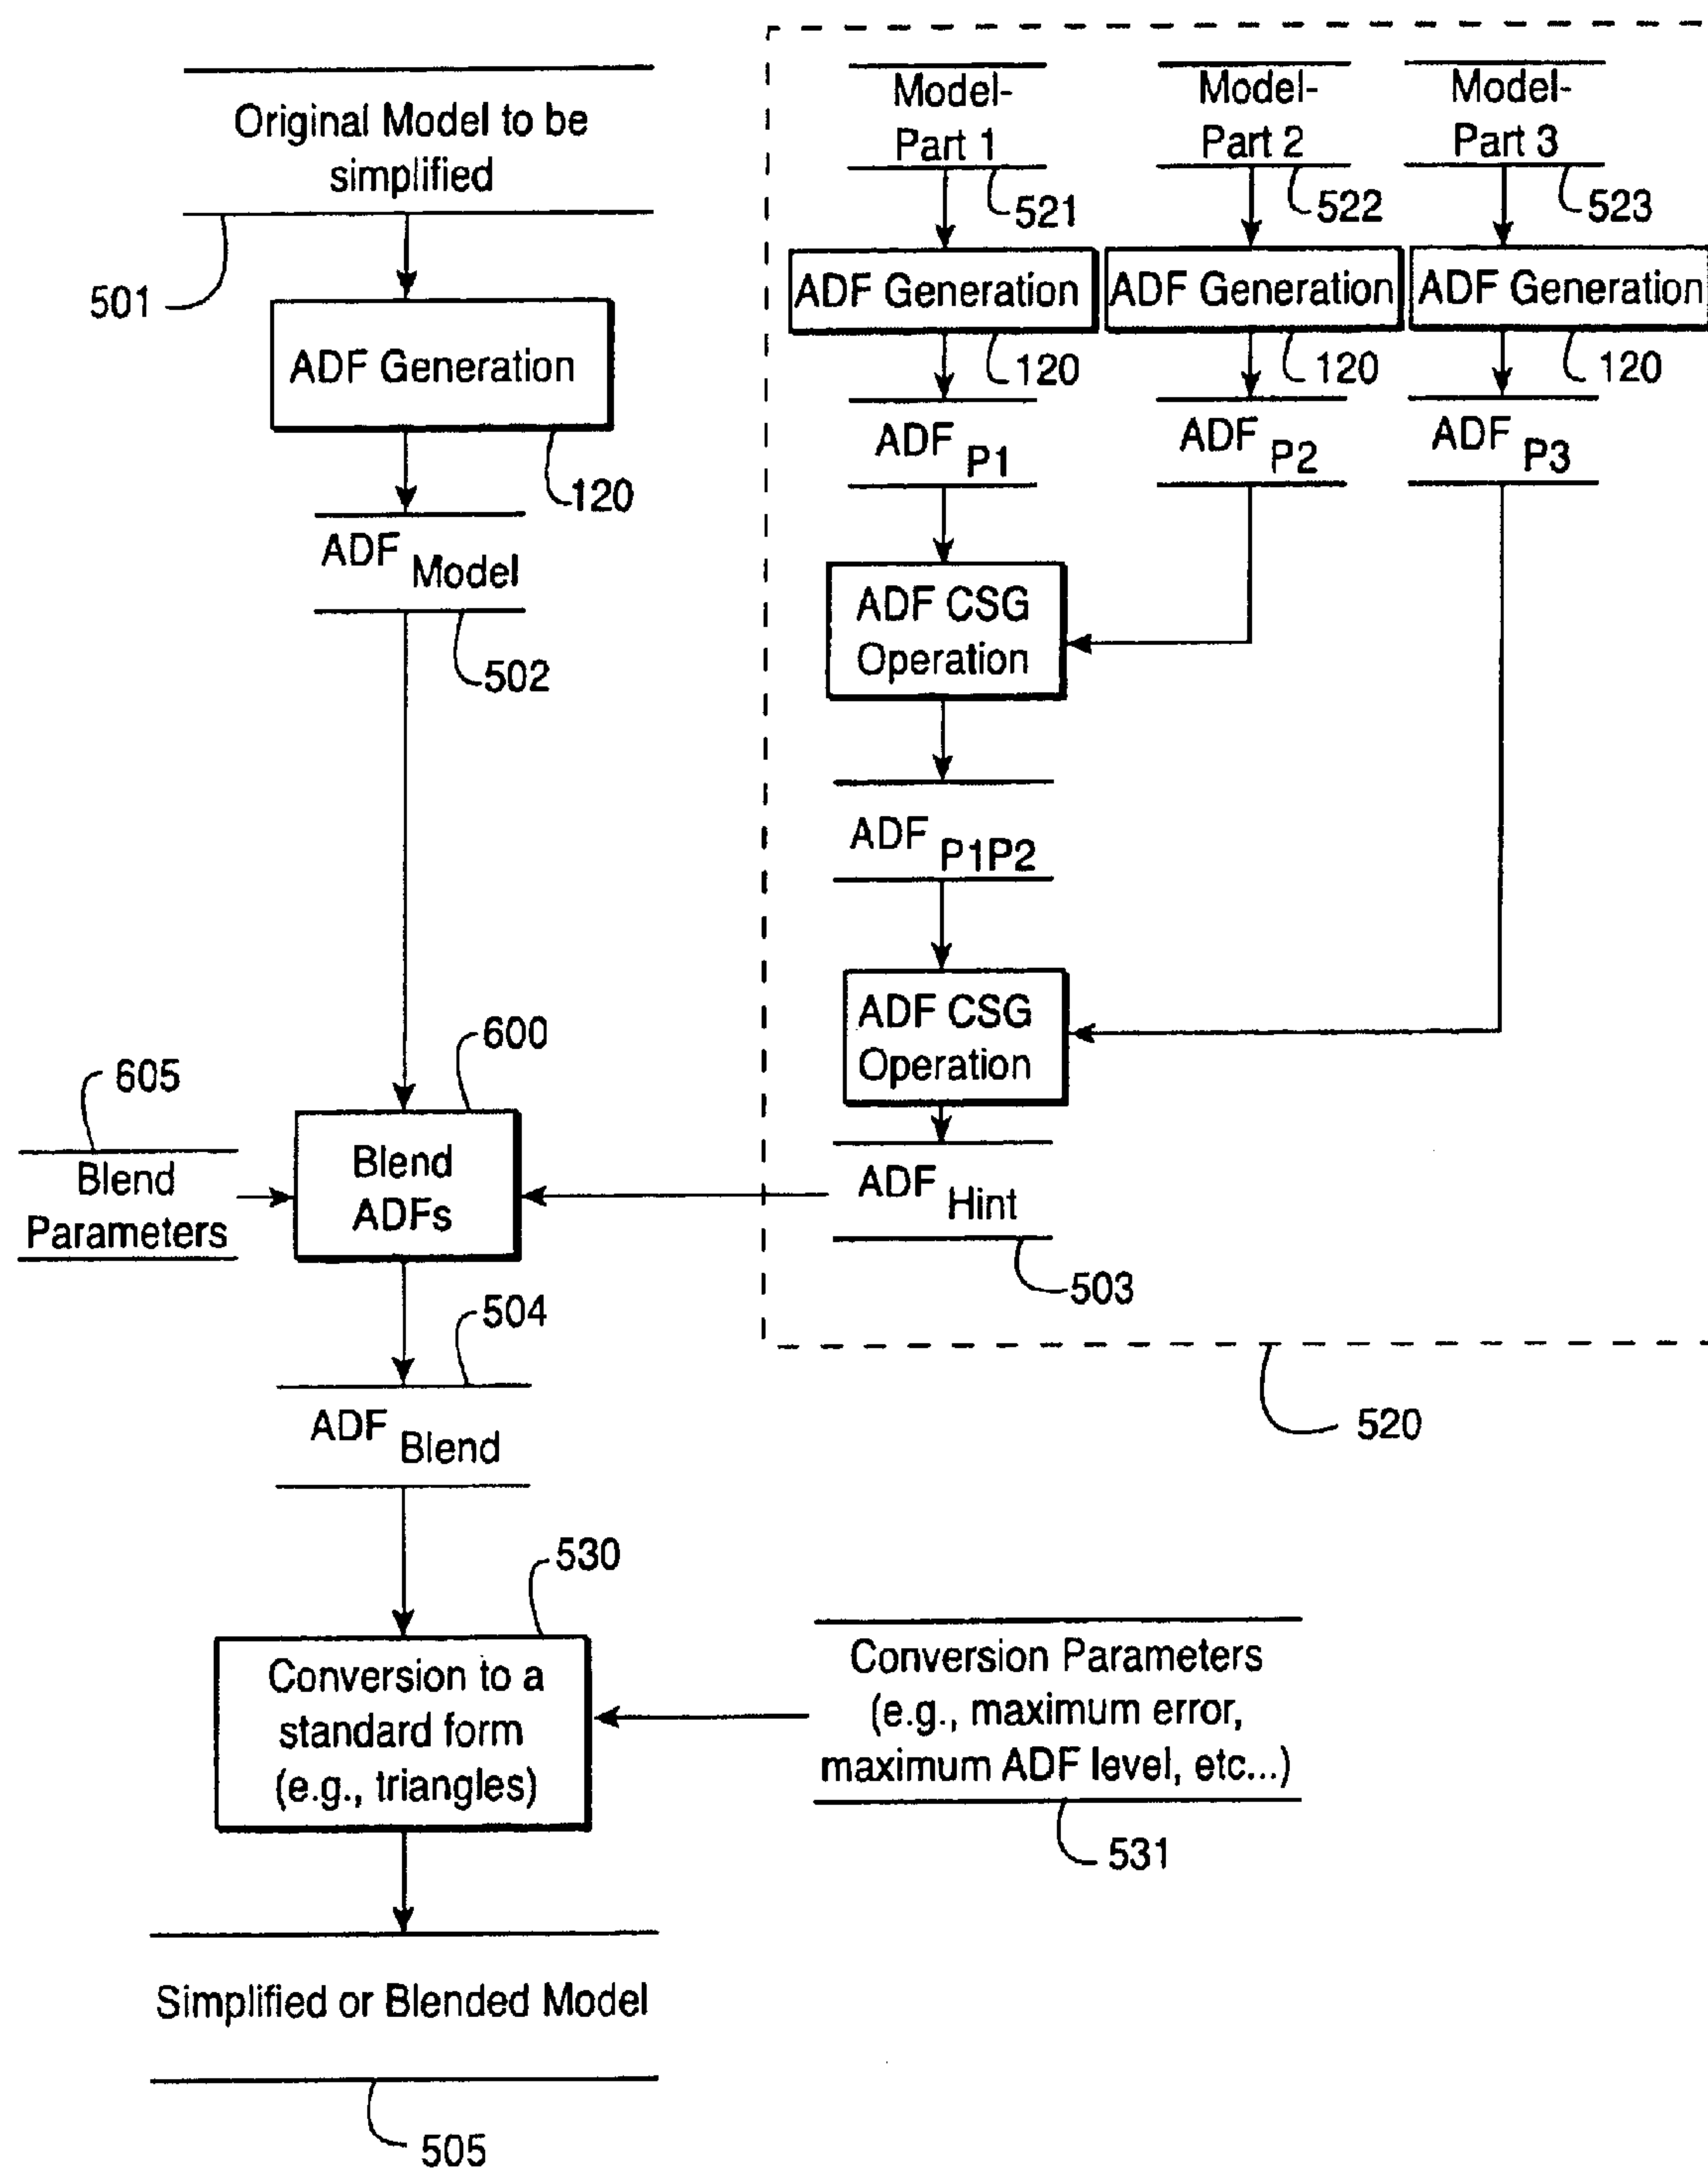 Original Model to be
simplified
501
ADF Generation
120
ADF Model
502
Model-
Part 1
521
Model-
Part 2
522
Model-
Part 3
523
ADF Generation
ADF Generation
ADF Generation
120
120
120
ADF P1
ADF P2
ADF P3
ADF CSG
Operation
ADF P1P2
ADF CSG
Operation
ADF Hint
503
520
600
605
Blend
Parameters
Blend
ADFs
504
ADF Blend
530
Conversion to a
standard form
(e.g., triangles)
Conversion Parameters
(e.g., maximum error,
maximum ADF level, etc...)
531
Simplified or Blended Model
505